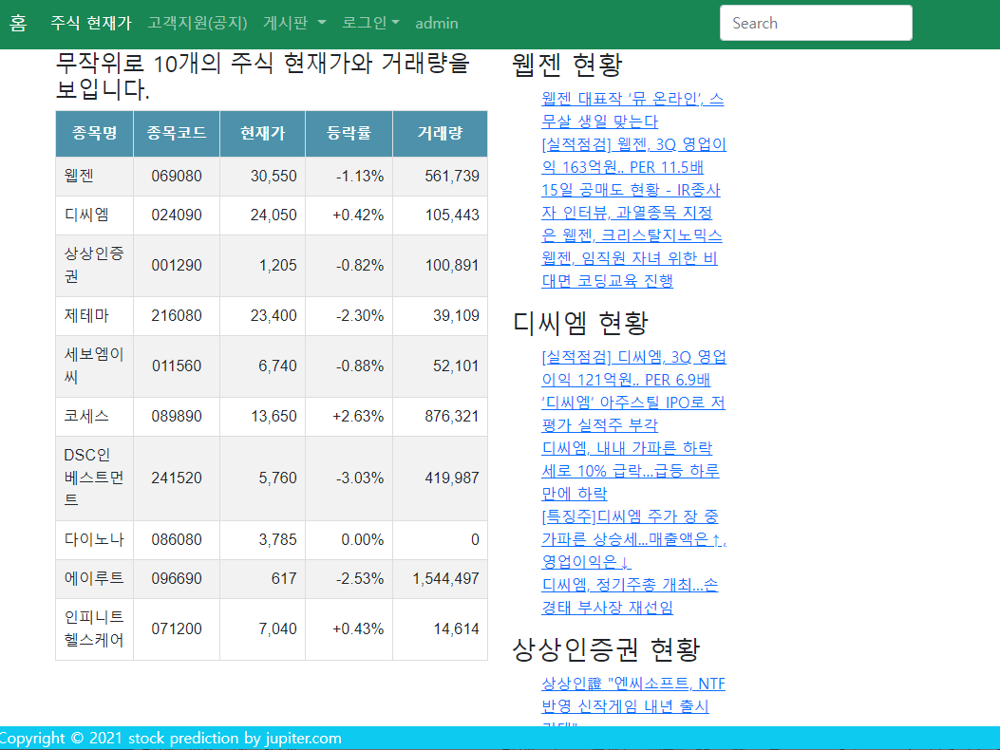 홈 주식 현재가 고객지원(공지) 게시판 로그인 admin Search
무작위로 10개의 주식 현재가와 거래량을
보입니다.
종목명 종목코드 현재가 등락률 거래량
웹젠 069080 30,550 -1.13% 561,739
디씨엠 024090 24,050 +0.42% 105,443
상상인증
권 001290 1,205 -0.82% 100,891
제테마 216080 23,400 -2.30% 39,109
세보엠이
씨 011560 6,740 -0.88% 52,101
코세스 089890 13,650 +2.63% 876,321
DSC인
베스트먼
트 241520 5,760 -3.03% 419,987
다이노나 086080 3,785 0.00% 0
에이루트 096690 617 -2.53% 1,544,497
인피니트
헬스케어 071200 7,040 +0.43% 14,614
웹젠 현황
웹젠 대표작 ‘뮤 온라인’, 스
무살 생일 맞는다
[실적점검] 웹젠, 3Q 영업이
익 163억원.. PER 11.5배
15일 공매도 현황 - IR종사
자 인터뷰, 과열종목 지정
은 웹젠, 크리스탈지노믹스
웹젠, 임직원 자녀 위한 비
대면 코딩교육 진행
디씨엠 현황
[실적점검] 디씨엠, 3Q 영업
이익 121억원.. PER 6.9배
‘디씨엠’ 아주스틸 IPO로 저
평가 실적주 부각
디씨엠, 내내 가파른 하락
세로 10% 급락...급등 하루
만에 하락
[특징주]디씨엠 주가 장 중
가파른 상승세...매출액은↑,
영업이익은↓
디씨엠, 정기주총 개최…손
경태 부사장 재선임
상상인증권 현황
상상인證 "엔씨소프트, NTF
반영 신작게임 내년 출시
Copyright © 2021 stock prediction by jupiter.com